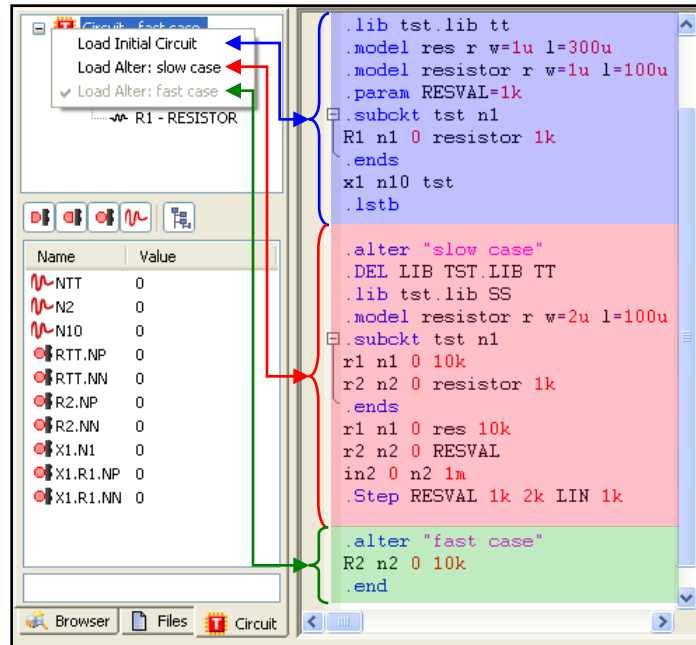 Circuit - fast case
Load Initial Circuit
Load Alter: slow case
Load Alter: fast case
R1 - RESISTOR
Name Value
NTT 0
N2 0
N10 0
RTT.NP 0
RTT.NN 0
R2.NP 0
R2.NN 0
X1.N1 0
X1.R1.NP 0
X1.R1.NN 0
Browser Files Circuit
.lib tst.lib tt
.model res r w=1u l=300u
.model resistor r w=1u l=100u
.param RESVAL=1k
.subckt tst n1
R1 n1 0 resistor 1k
.ends
x1 n10 tst
.lstb
.alter "slow case"
.DEL LIB TST.LIB TT
.lib tst.lib SS
.model resistor r w=2u l=100u
.subckt tst n1
r1 n1 0 10k
r2 n2 0 resistor 1k
.ends
r1 n1 0 res 10k
r2 n2 0 RESVAL
in2 0 n2 1m
.Step RESVAL 1k 2k LIN 1k
.alter "fast case"
R2 n2 0 10k
.end